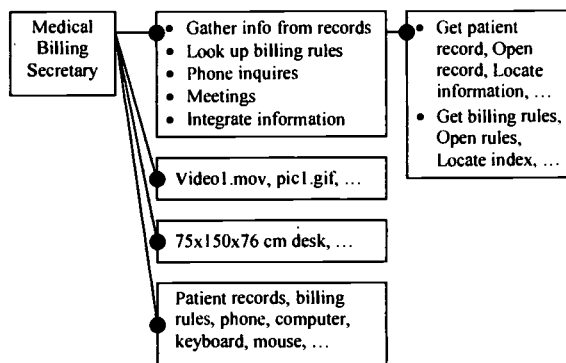 Medical
Billing
Secretary
• Gather info from records
• Look up billing rules
• Phone inquires
• Meetings
• Integrate information
• Get patient
record, Open
record, Locate
information, ...
• Get billing rules,
Open rules,
Locate index, ...
Video1.mov, pic1.gif, ...
75x150x76 cm desk, ...
Patient records, billing
rules, phone, computer,
keyboard, mouse, ...